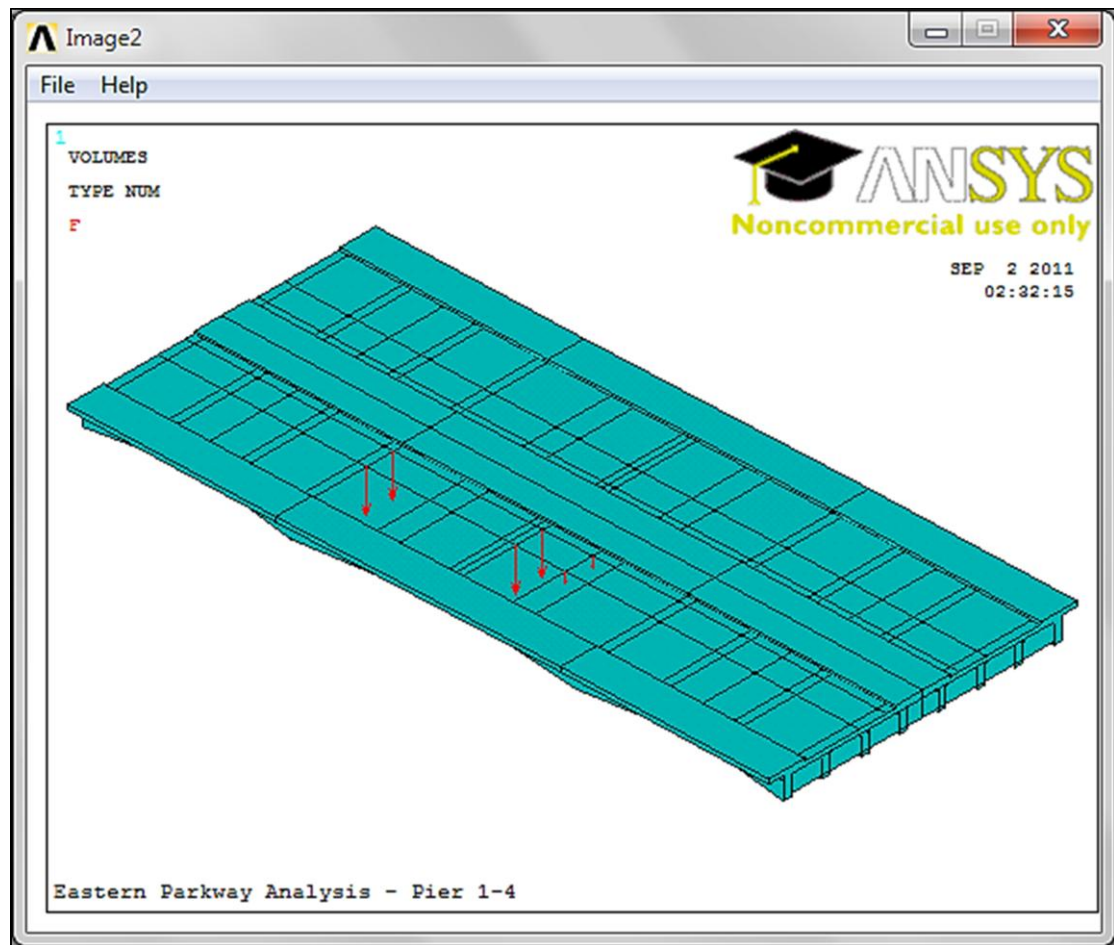 Image2
File Help
1
VOLUMES
TYPE NUM
F
ANSYS
Noncommercial use only
SEP 2 2011
02:32:15
Eastern Parkway Analysis - Pier 1-4